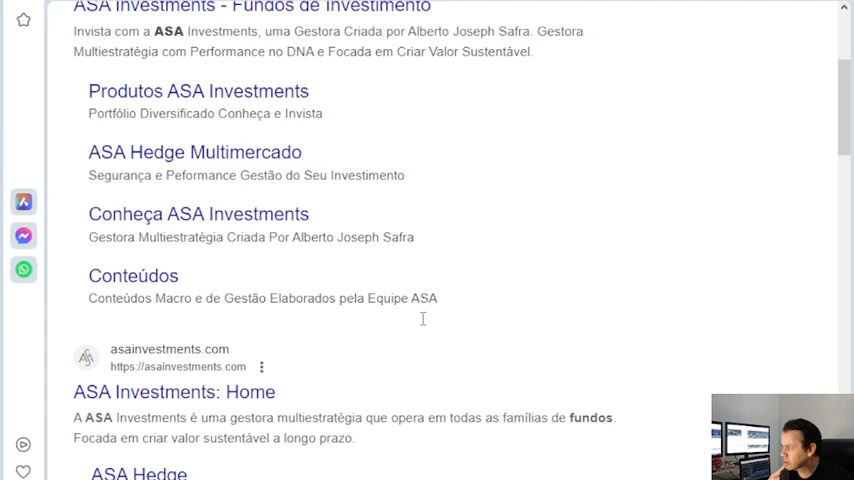 ASA Investments - Fundos de Investimento
Invista com a ASA Investments, uma Gestora Criada por Alberto Joseph Safra. Gestora
Multiestratégia com Performance no DNA e Focada em Criar Valor Sustentável.
Produtos ASA Investments
Portfólio Diversificado Conheça e Invista
ASA Hedge Multimercado
Segurança e Peformance Gestão do Seu Investimento
Conheça ASA Investments
Gestora Multiestratégia Criada Por Alberto Joseph Safra
Conteúdos
Conteúdos Macro e de Gestão Elaborados pela Equipe ASA
asainvestments.com
https://asainvestments.com
ASA Investments: Home
A ASA Investments é uma gestora multiestratégia que opera em todas as famílias de fundos.
Focada em criar valor sustentável a longo prazo.
ASA Hedge